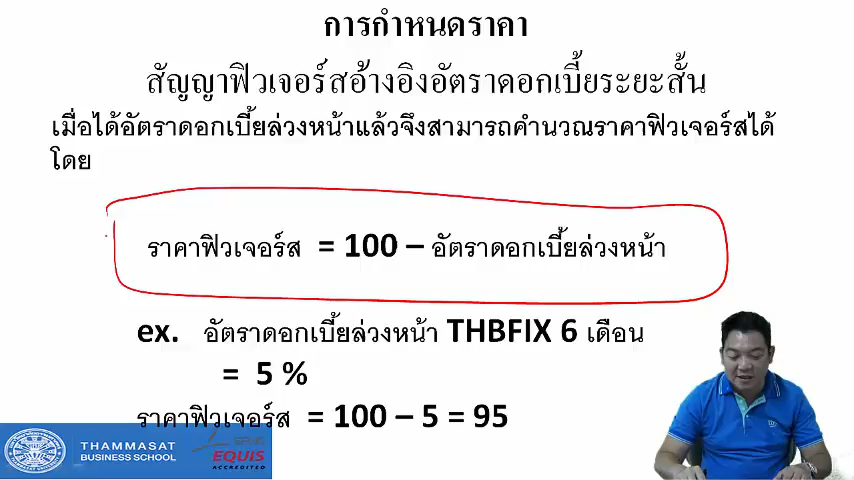 การกำหนดราคา
สัญญาฟิวเจอร์สอ้างอิงอัตราดอกเบี้ยระยะสั้น
เมื่อได้อัตราดอกเบี้ยล่วงหน้าแล้วจึงสามารถคำนวณราคาฟิวเจอร์สได้
โดย
ราคาฟิวเจอร์ส = 100 – อัตราดอกเบี้ยล่วงหน้า
ex. อัตราดอกเบี้ยล่วงหน้า THBFIX 6 เดือน
= 5 %
ราคาฟิวเจอร์ส = 100 – 5 = 95
THAMMASAT
BUSINESS SCHOOL
EQUIS
ACCREDITED